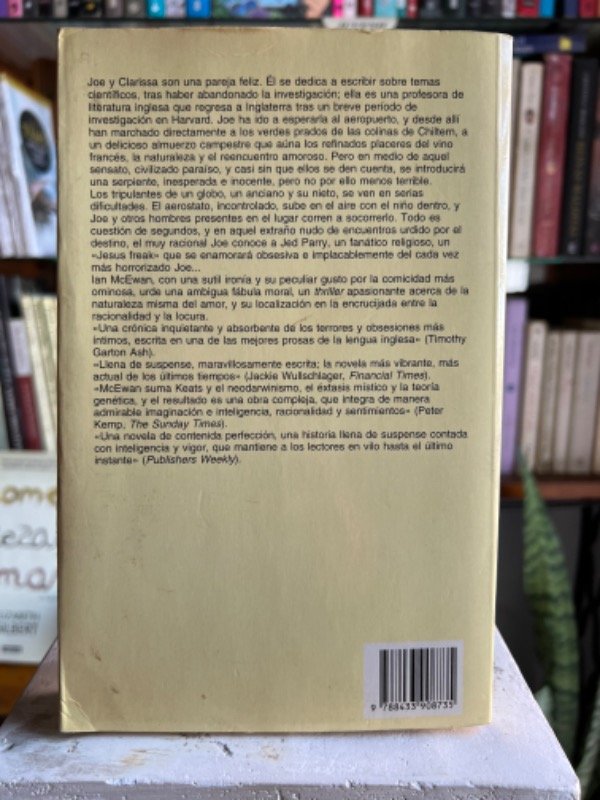 Joe y Clarissa son una pareja feliz. Él se dedica a escribir sobre temas
científicos, tras haber abandonado la investigación; ella es una profesora de
literatura inglesa que regresa a Inglaterra tras un breve período de
investigación en Harvard. Joe ha ido a esperarla al aeropuerto, y desde allí
han marchado directamente a los verdes prados de las colinas de Chiltern, a
un delicioso almuerzo campestre que aúna los refinados placeres del vino
francés, la naturaleza y el reencuentro amoroso. Pero en medio de aquel
sensato, civilizado paraíso, y casi sin que ellos se den cuenta, se introducirá
una serpiente, inesperada e inocente, pero no por ello menos terrible.
Los tripulantes de un globo, un anciano y su nieto, se ven en serias
dificultades. El aerostato, incontrolado, sube en el aire con el niño dentro, y
Joe y otros hombres presentes en el lugar corren a socorrerlo. Todo es
cuestión de segundos, y en aquel extraño nudo de encuentros urdido por el
destino, el muy racional Joe conoce a Jed Parry, un fanático religioso, un
«Jesus freak» que se enamorará obsesiva e implacablemente del cada vez
más horrorizado Joe...
Ian McEwan, con una sutil ironía y su peculiar gusto por la comicidad más
ominosa, urde una ambigua fábula moral, un thriller apasionante acerca de la
naturaleza misma del amor, y su localización en la encrucijada entre la
racionalidad y la locura.
«Una crónica inquietante y absorbente de los terrores y obsesiones más
íntimos, escrita en una de las mejores prosas de la lengua inglesa» (Timothy
Garton Ash).
«Llena de suspense, maravillosamente escrita; la novela más vibrante, más
actual de los últimos tiempos» (Jackie Wullschlager, Financial Times).
«McEwan suma Keats y el neodarwinismo, el éxtasis místico y la teoría
genética, y el resultado es una obra compleja, que integra de manera
admirable imaginación e inteligencia, racionalidad y sentimientos» (Peter
Kemp, The Sunday Times).
«Una novela de contenida perfección, una historia llena de suspense contada
con inteligencia y vigor, que mantiene a los lectores en vilo hasta el último
instante» (Publishers Weekly).
9 788433 908735